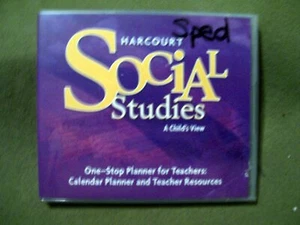 Sped
HARCOURT
SOCIAL
Studies
A Child's View
One-Stop Planner for Teachers:
Calendar Planner and Teacher Resources